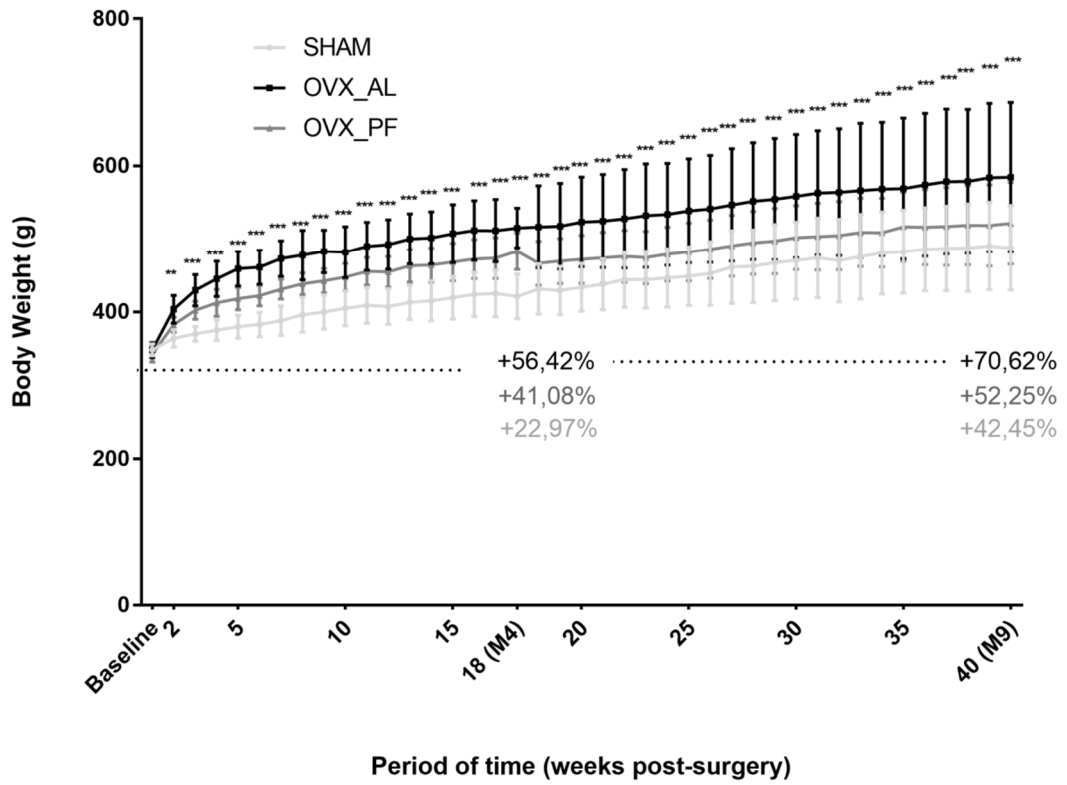 800
600
400
200
0
Body Weight (g)
SHAM
OVX_AL
OVX_PF
** *** *** *** *** *** *** *** *** *** *** *** *** *** *** *** *** *** *** *** *** *** *** *** *** *** *** *** *** *** *** *** *** *** *** *** *** *** *** ***
+56,42% +70,62%
+41,08% +52,25%
+22,97% +42,45%
Baseline 2 5 10 15 18 (M4) 20 25 30 35 40 (M9)
Period of time (weeks post-surgery)